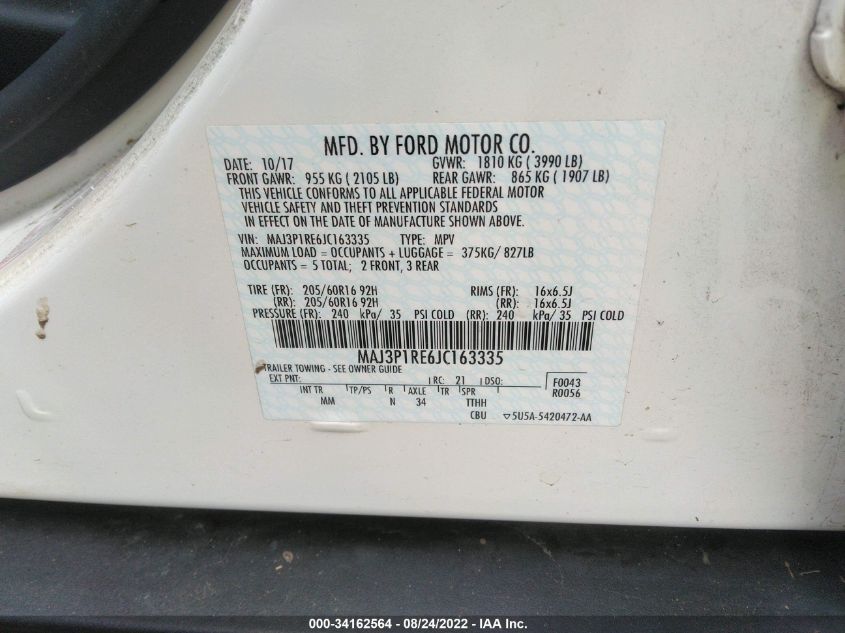 MFD. BY FORD MOTOR CO.
DATE: 10/17 GVWR: 1810 KG ( 3990 LB)
FRONT GAWR: 955 KG ( 2105 LB) REAR GAWR: 865 KG ( 1907 LB)
THIS VEHICLE CONFORMS TO ALL APPLICABLE FEDERAL MOTOR
VEHICLE SAFETY AND THEFT PREVENTION STANDARDS
IN EFFECT ON THE DATE OF MANUFACTURE SHOWN ABOVE.
VIN: MAJ3P1RE6JC163335 TYPE: MPV
MAXIMUM LOAD = OCCUPANTS + LUGGAGE = 375KG/ 827LB
OCCUPANTS = 5 TOTAL; 2 FRONT, 3 REAR
TIRE (FR): 205/60R16 92H RIMS (FR): 16x6.5J
(RR): 205/60R16 92H (RR): 16x6.5J
PRESSURE (FR): 240 kPa/ 35 PSI COLD (RR): 240 kPa/ 35 PSI COLD
MAJ3P1RE6JC163335
TRAILER TOWING - SEE OWNER GUIDE
EXT PNT: RC: 21 DSO: F0043
INT TR TP/PS R AXLE TR SPR R0056
MM N 34 TTHH
CBU 5U5A-5420472-AA
000-34162564 - 08/24/2022 - IAA Inc.